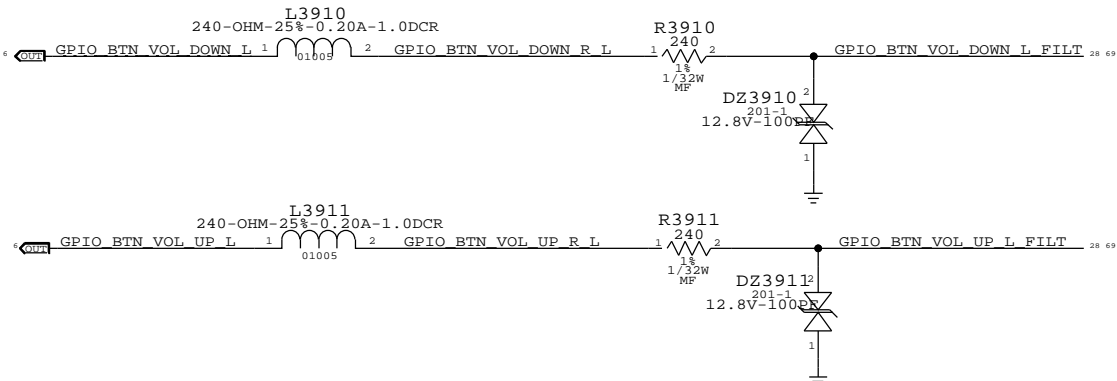 L3910
240-OHM-25%-0.20A-1.0DCR
6 OUT GPIO_BTN_VOL_DOWN_L 1 2 GPIO_BTN_VOL_DOWN_R_L 1 2 GPIO_BTN_VOL_DOWN_L_FILT 28 69
01005
R3910
240
1%
1/32W
MF
DZ3910 2
201-1
12.8V-100PF
1
L3911
240-OHM-25%-0.20A-1.0DCR
6 OUT GPIO_BTN_VOL_UP_L 1 2 GPIO_BTN_VOL_UP_R_L 1 2 GPIO_BTN_VOL_UP_L_FILT 28 69
01005
R3911
240
1%
1/32W
MF
DZ3911 2
201-1
12.8V-100PF
1